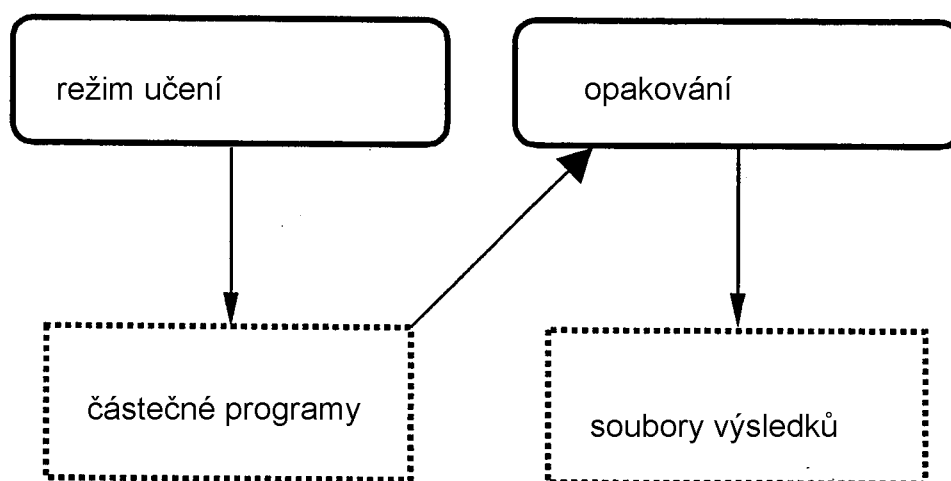 režim učení
opakování
částečné programy
soubory výsledků